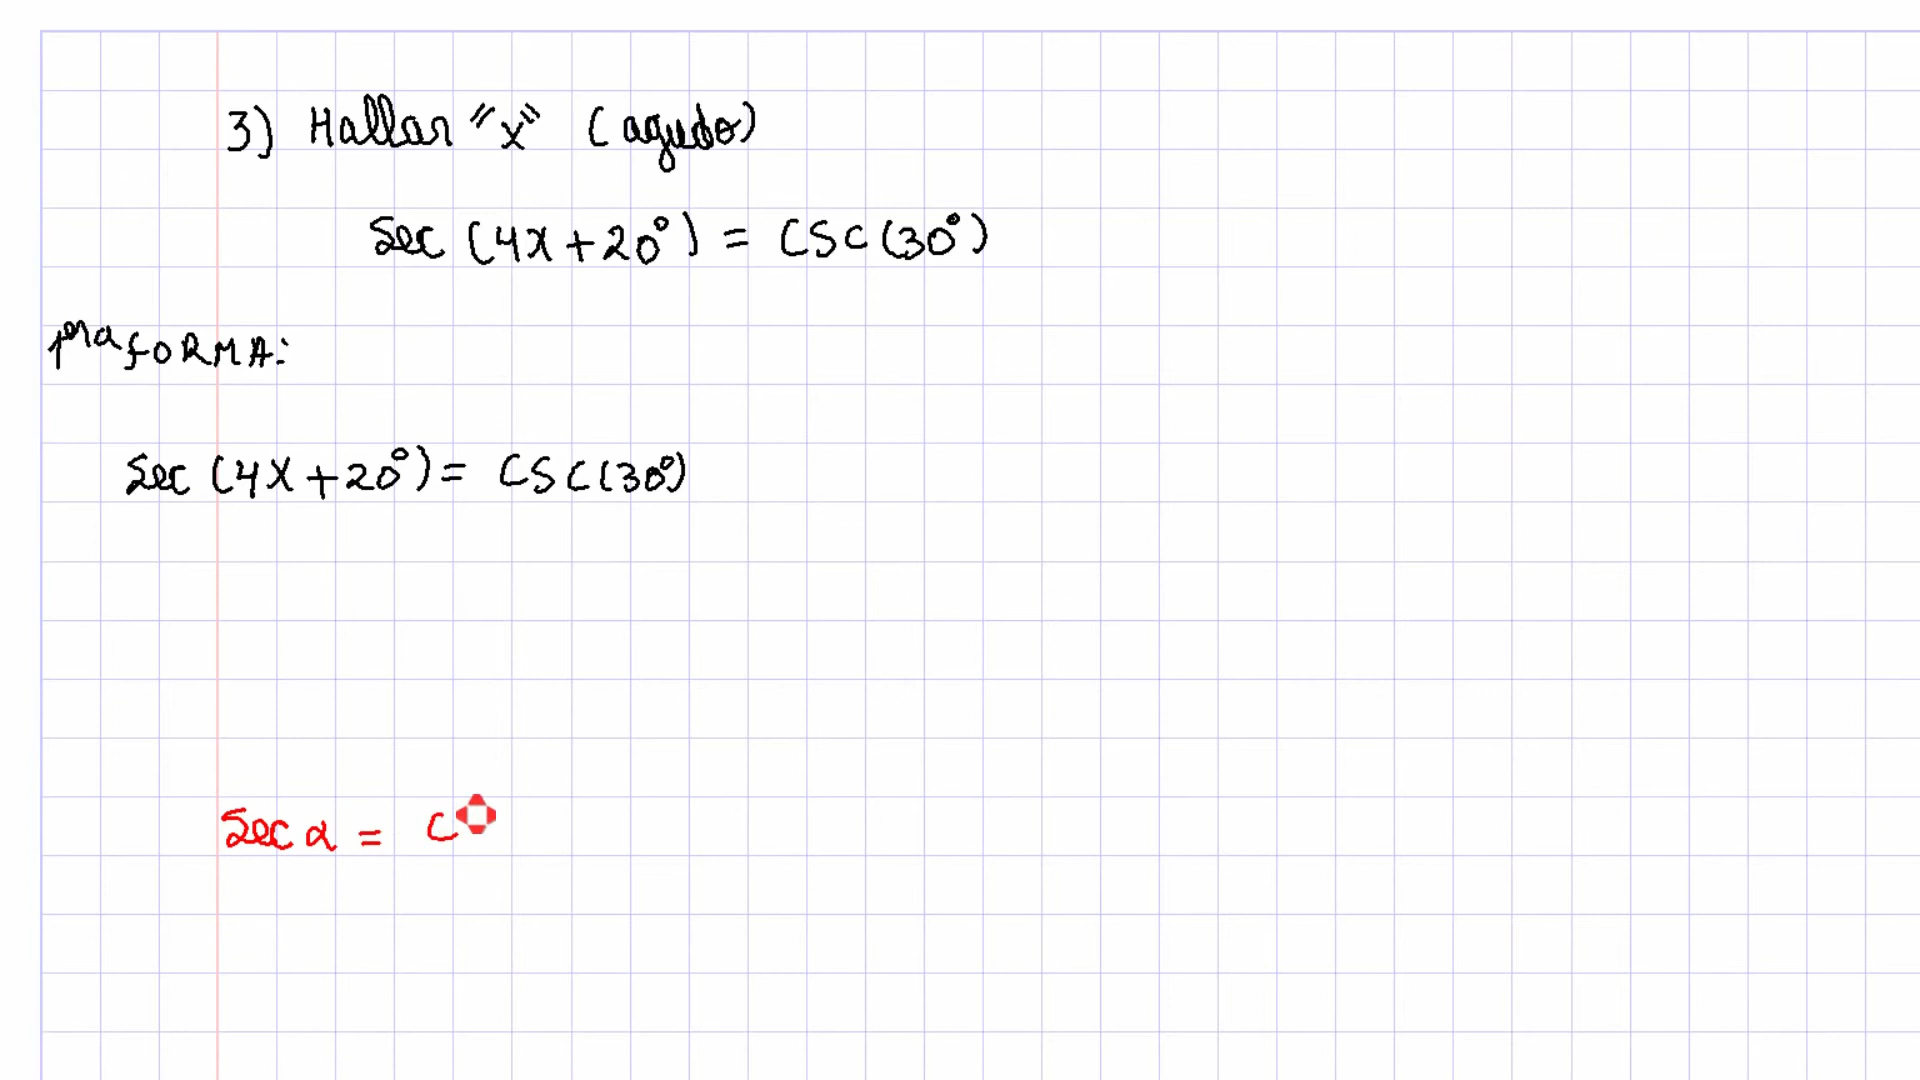 3) Hallar "x" (agudo)
Sec (4x+20°) = CSC (30°)
1ra FORMA:
Sec (4x+20°) = CSC(30°)
Sec α = C